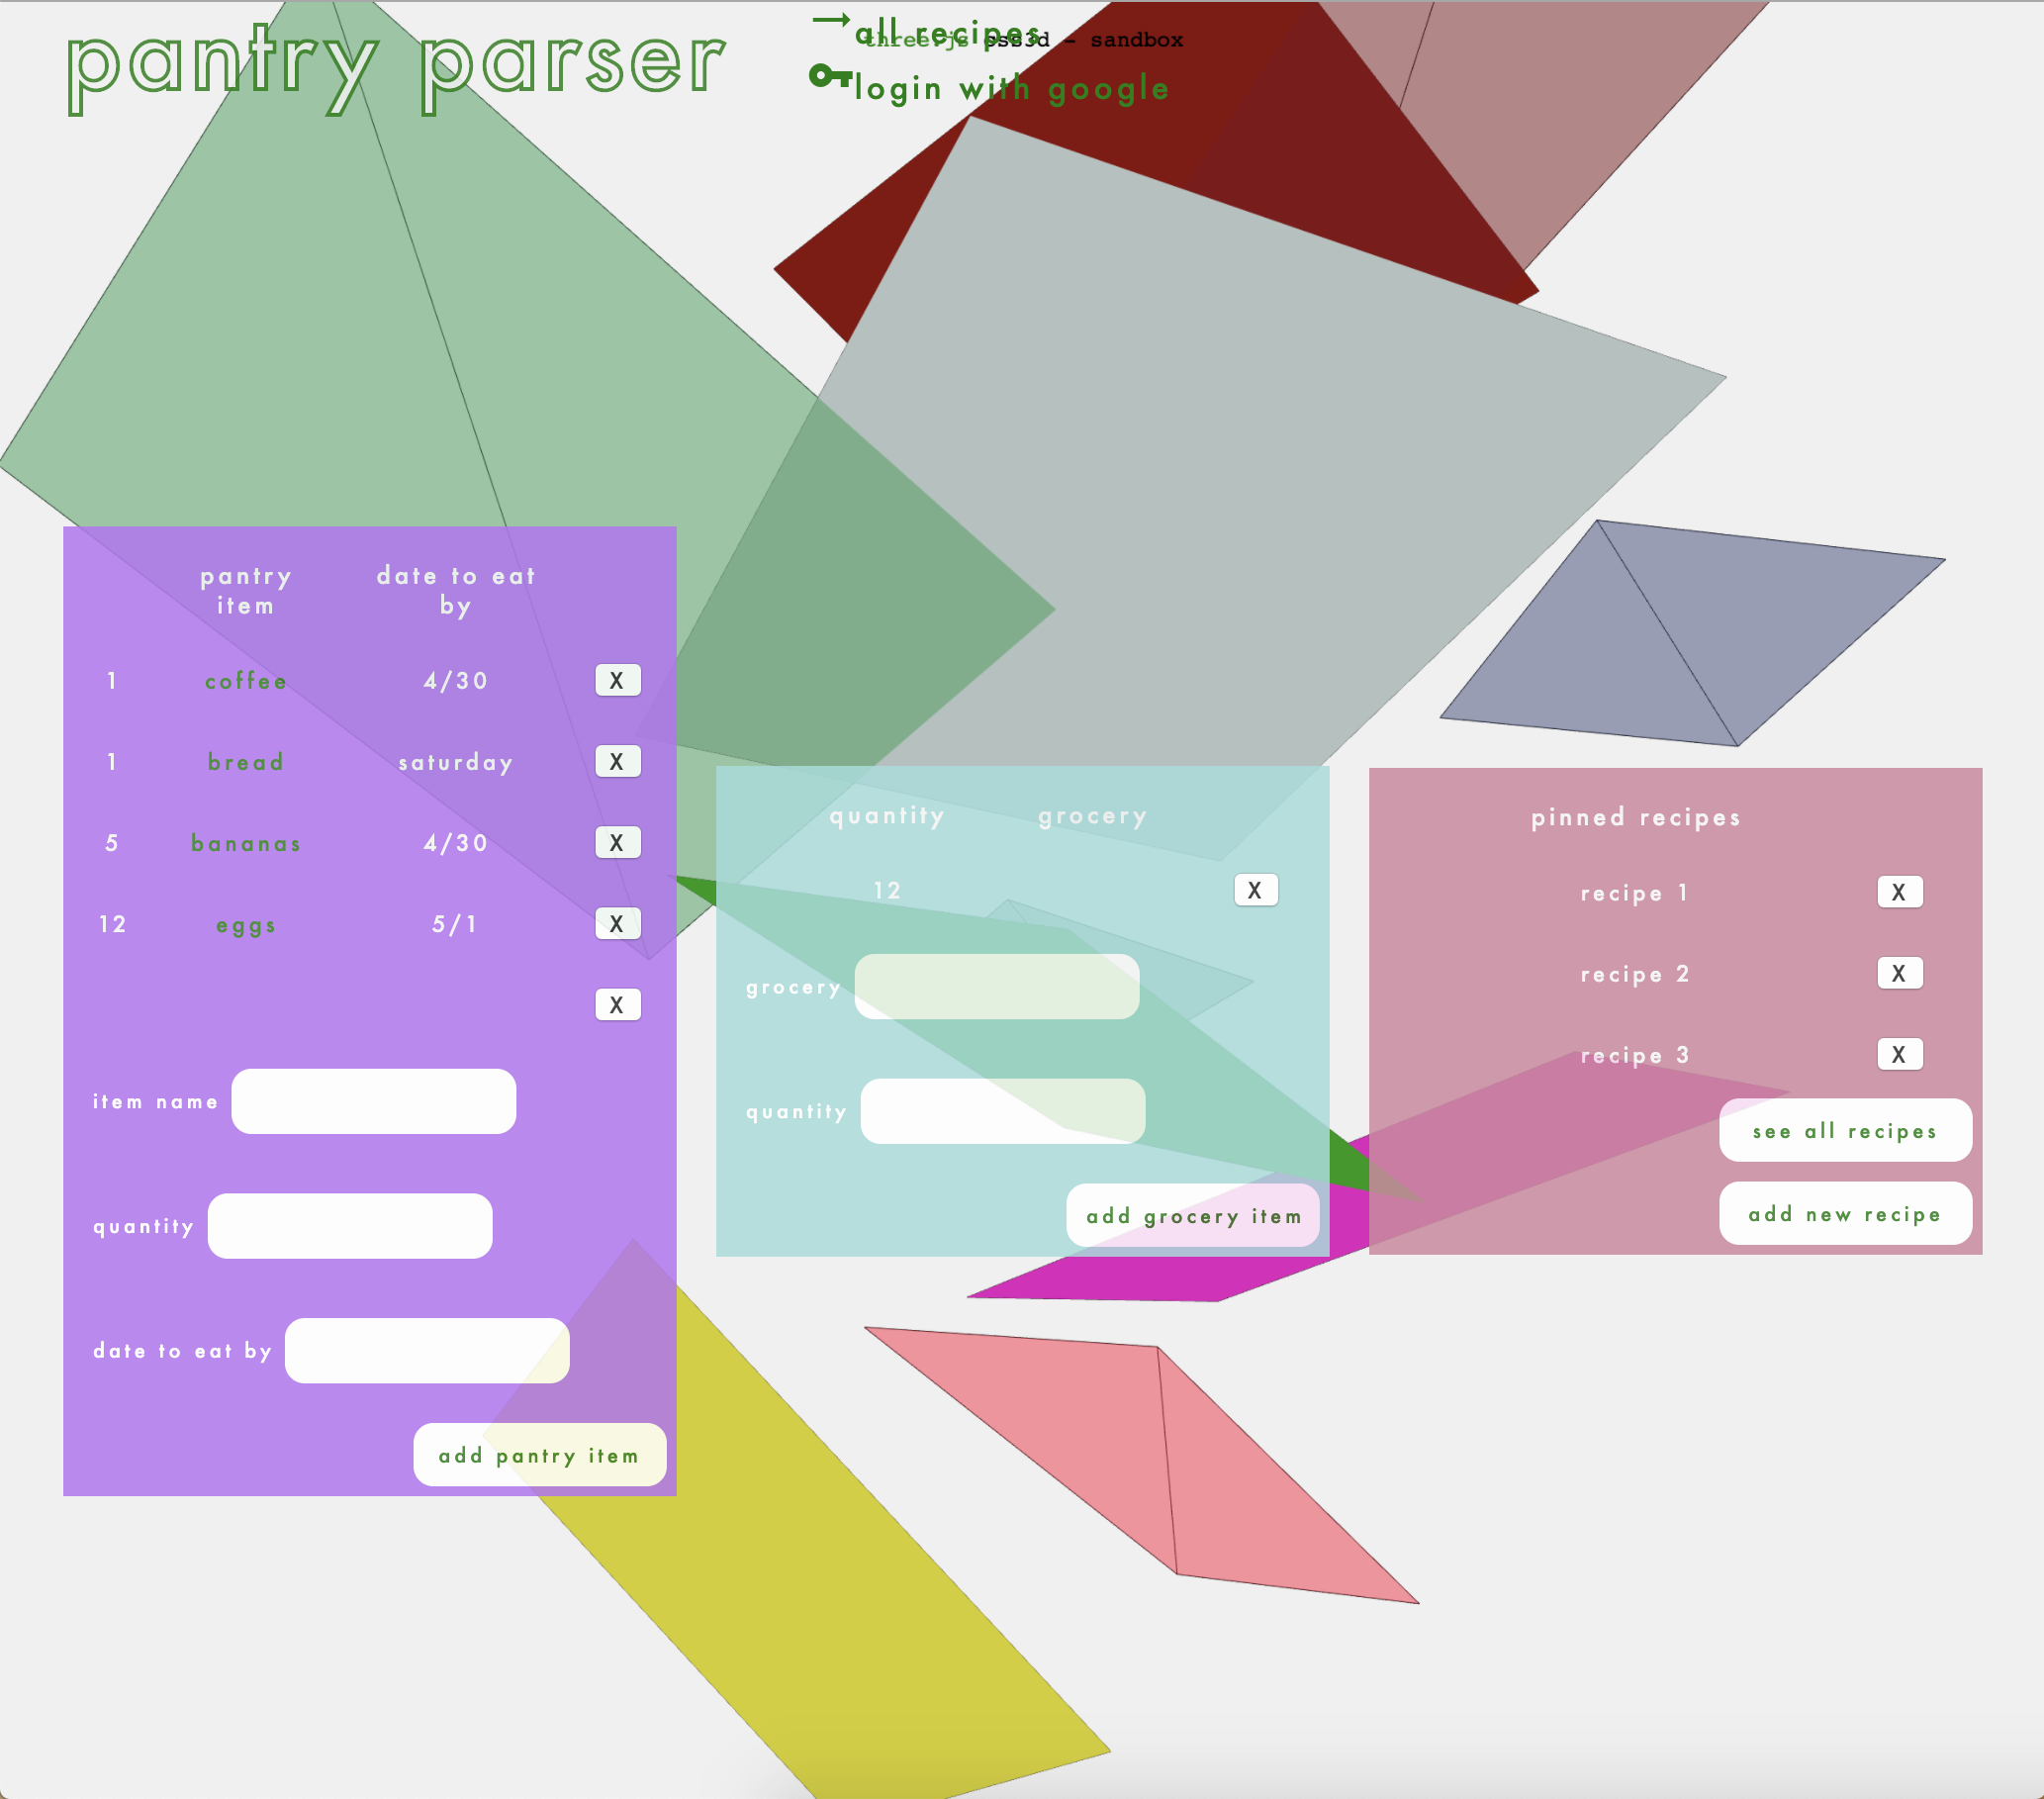 pantry parser
all recipes
three.js css3d - sandbox
login with google
pantry item
date to eat by
1 coffee 4/30 X
1 bread saturday X
5 bananas 4/30 X
12 eggs 5/1 X
X
item name
quantity
date to eat by
add pantry item
quantity grocery
12 X
grocery
quantity
add grocery item
pinned recipes
recipe 1 X
recipe 2 X
recipe 3 X
see all recipes
add new recipe